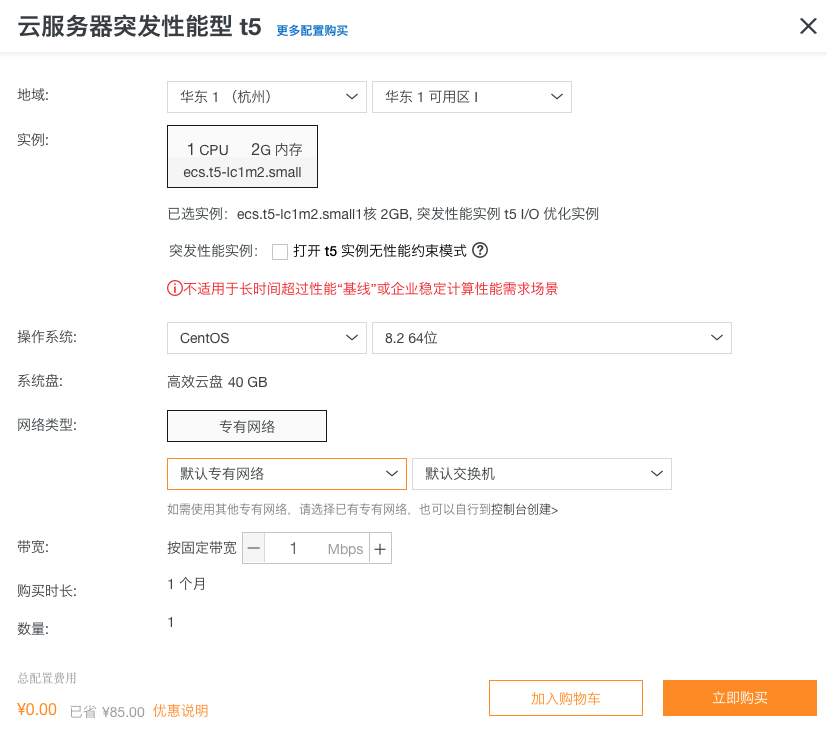 云服务器突发性能型 t5 更多配置购买
地域: 华东 1 （杭州） 华东 1 可用区 I
实例: 1 CPU 2G 内存
ecs.t5-lc1m2.small
已选实例：ecs.t5-lc1m2.small1核 2GB, 突发性能实例 t5 I/O 优化实例
突发性能实例: 打开 t5 实例无性能约束模式
不适用于长时间超过性能“基线”或企业稳定计算性能需求场景
操作系统: CentOS 8.2 64位
系统盘: 高效云盘 40 GB
网络类型: 专有网络
默认专有网络 默认交换机
如需使用其他专有网络，请选择已有专有网络，也可以自行到控制台创建>
带宽: 按固定带宽 1 Mbps
购买时长: 1 个月
数量: 1
总配置费用
¥0.00 已省 ¥85.00 优惠说明
加入购物车 立即购买